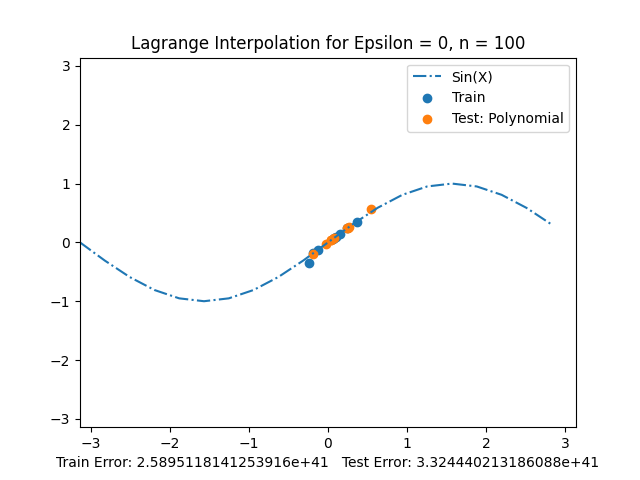 Lagrange Interpolation for Epsilon = 0, n = 100
Sin(X)
Train
Test: Polynomial
3
2
1
0
−1
−2
−3
−3 −2 −1 0 1 2 3
Train Error: 2.5895118141253916e+41 Test Error: 3.324440213186088e+41